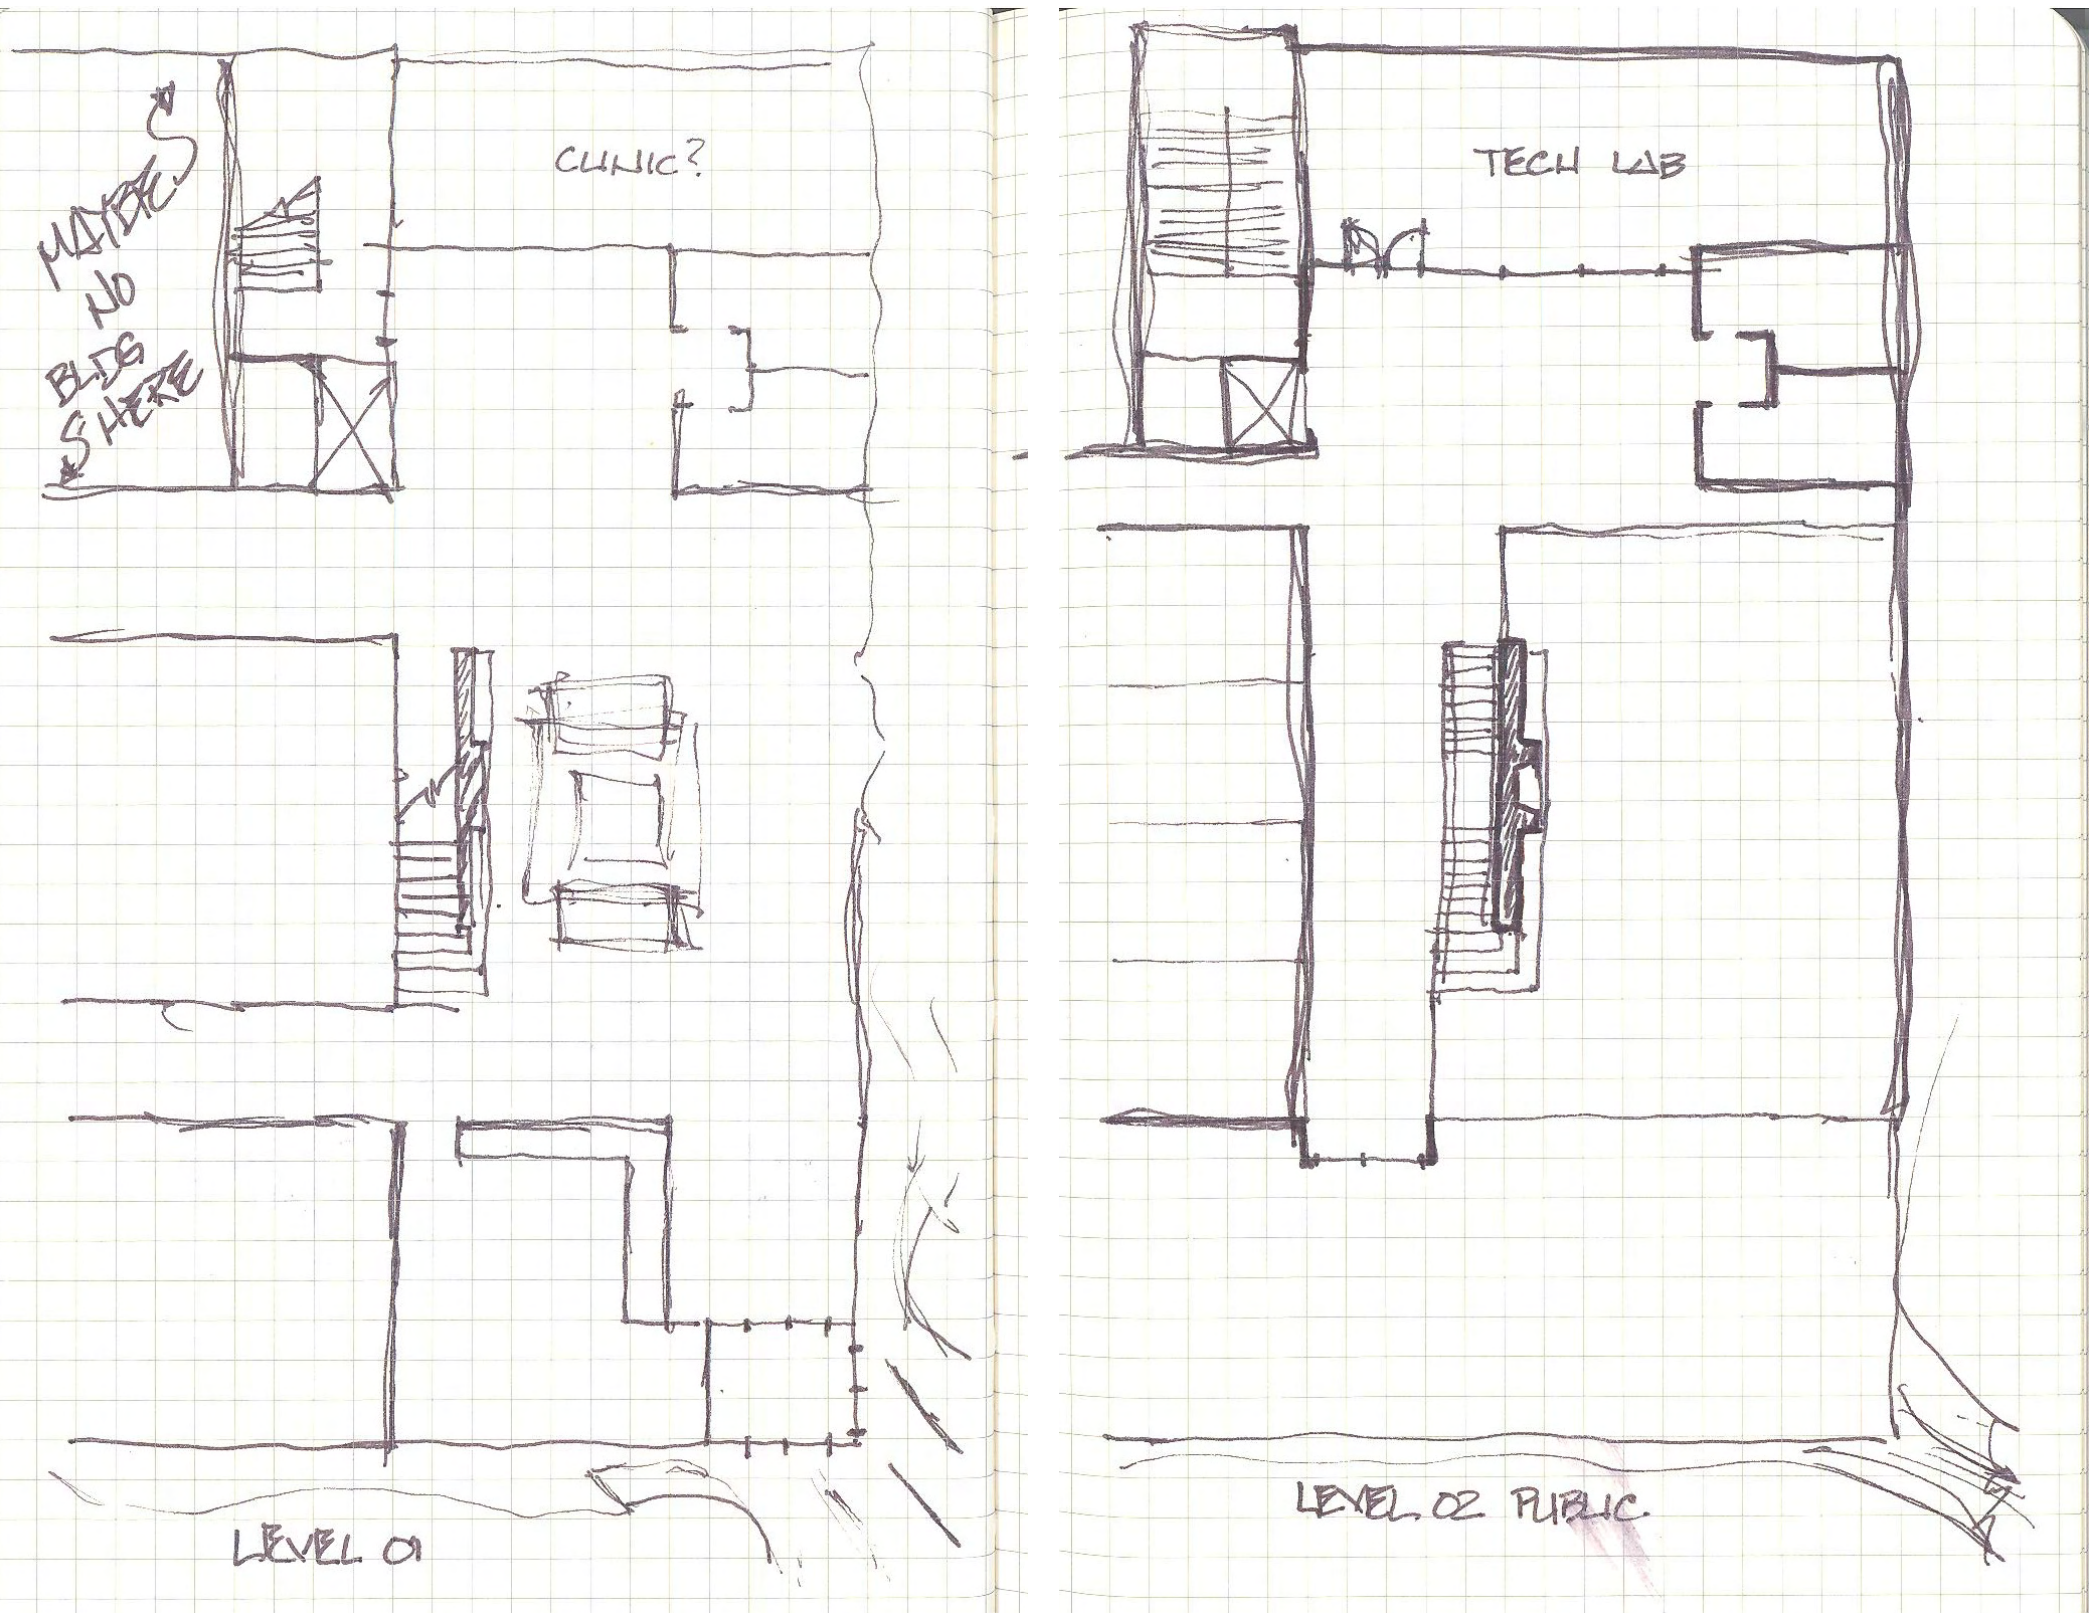 MAYBE
NO
BLDG
HERE
CLINIC?
LEVEL 01
TECH LAB
LEVEL 02 PUBLIC